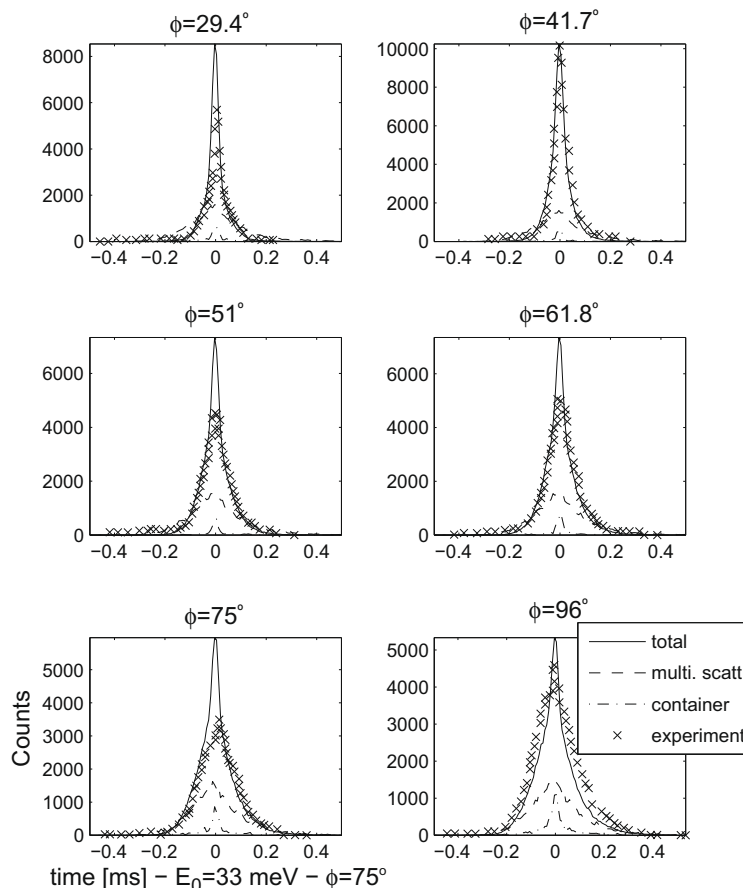 ϕ=29.4° ϕ=41.7°
8000 10000
6000 8000
4000 6000
2000 4000
0 2000
0
−0.4 −0.2 0 0.2 0.4 −0.4 −0.2 0 0.2 0.4
ϕ=51° ϕ=61.8°
6000 6000
4000 4000
2000 2000
0 0
−0.4 −0.2 0 0.2 0.4 −0.4 −0.2 0 0.2 0.4
ϕ=75° ϕ=96°
5000 5000
4000 4000
3000 3000
2000 2000
1000 1000
0 0
−0.4 −0.2 0 0.2 0.4 −0.4 −0.2 0 0.2 0.4
Counts
total
multi. scatt
container
experiment
time [ms] − E₀=33 meV − ϕ=75°